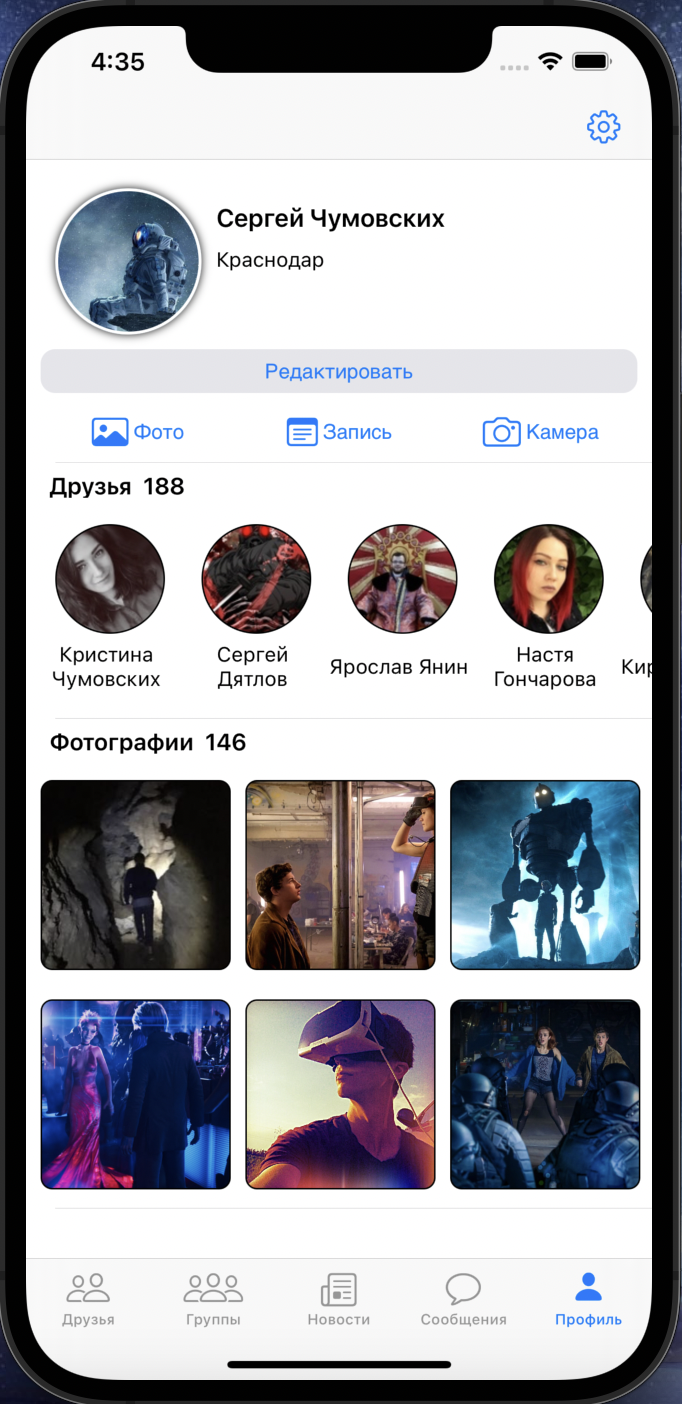 4:35
Сергей Чумовских
Краснодар
Редактировать
Фото Запись Камера
Друзья 188
Кристина
Чумовских
Сергей
Дятлов
Ярослав Янин
Настя
Гончарова
Кир
Фотографии 146
Друзья Группы Новости Сообщения Профиль